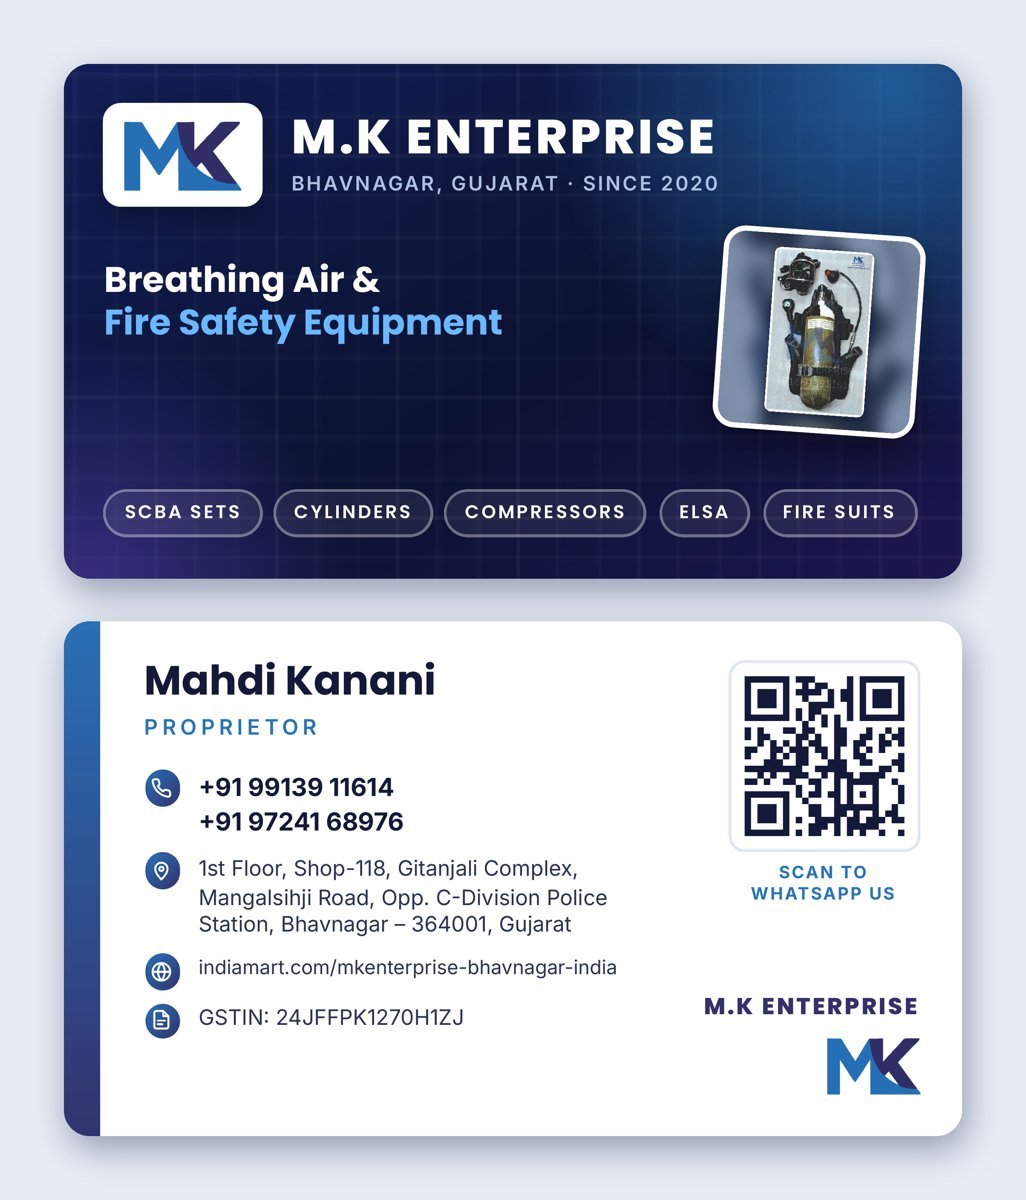 MK
M.K ENTERPRISE
BHAVNAGAR, GUJARAT · SINCE 2020
Breathing Air &
Fire Safety Equipment
SCBA SETS
CYLINDERS
COMPRESSORS
ELSA
FIRE SUITS
Mahdi Kanani
PROPRIETOR
+91 99139 11614
+91 97241 68976
1st Floor, Shop-118, Gitanjali Complex,
Mangalsihji Road, Opp. C-Division Police
Station, Bhavnagar – 364001, Gujarat
indiamart.com/mkenterprise-bhavnagar-india
GSTIN: 24JFFPK1270H1ZJ
SCAN TO
WHATSAPP US
M.K ENTERPRISE
MK